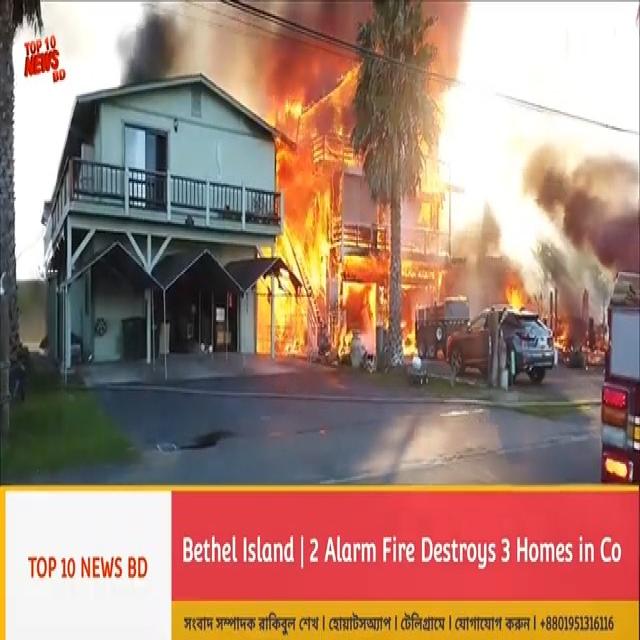 TOP 10
NEWS
BD
TOP 10 NEWS BD
Bethel Island | 2 Alarm Fire Destroys 3 Homes in Co
সংবাদ সম্পাদক রাকিবুল শেখ | হোয়াটসঅ্যাপ | টেলিগ্রামে | যোগাযোগ করুন | +8801951316116